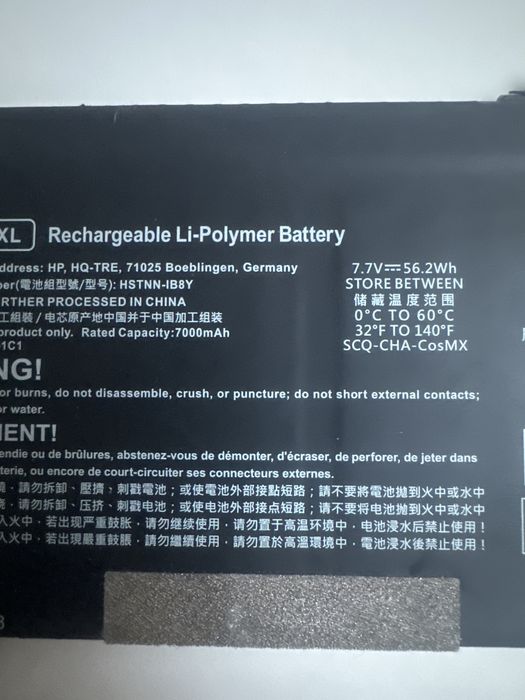 XL Rechargeable Li-Polymer Battery
ddress: HP, HQ-TRE, 71025 Boeblingen, Germany
ber(電池組型號/型号): HSTNN-IB8Y
URTHER PROCESSED IN CHINA
工組裝 / 电芯原产地中国并于中国加工组装
product only. Rated Capacity:7000mAh
-1C1
7.7V⎓56.2Wh
STORE BETWEEN
储藏温度范围
0°C TO 60°C
32°F TO 140°F
SCQ-CHA-CosMX
NG!
or burns, do not disassemble, crush, or puncture; do not short external contacts;
or water.
MENT!
endie ou de brûlures, abstenez-vous de démonter, d'écraser, de perforer, de jeter dans
terie, ou encore de court-circuiter ses connecteurs externes.
，請勿拆卸、壓擠、刺戳電池；或使電池外部接點短路；請不要將電池拋到火中或水中
，请勿拆卸、压挤、刺戳电池；或使电池外部接点短路；请不要将电池抛到火中或水中
入火中，若出现严重鼓胀，请勿继续使用，请勿置于高温环境中，电池浸水后禁止使用！
入火中，若出現嚴重鼓脹，請勿繼續使用，請勿置於高溫環境中，電池浸水後禁止使用！